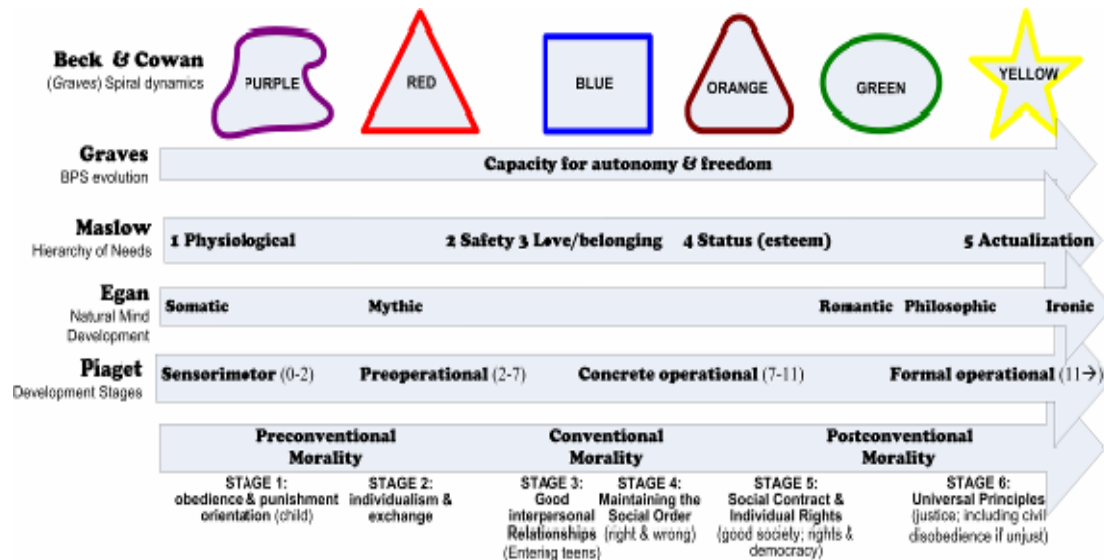 Beck & Cowan
(Graves) Spiral dynamics
PURPLE
RED
BLUE
ORANGE
GREEN
YELLOW
Graves
BPS evolution
Capacity for autonomy & freedom
Maslow
Hierarchy of Needs
1 Physiological
2 Safety 3 Love/belonging
4 Status (esteem)
5 Actualization
Egan
Natural Mind
Development
Somatic
Mythic
Romantic
Philosophic
Ironic
Piaget
Development Stages
Sensorimotor (0-2)
Preoperational (2-7)
Concrete operational (7-11)
Formal operational (11→)
Preconventional
Morality
Conventional
Morality
Postconventional
Morality
STAGE 1:
obedience & punishment
orientation (child)
STAGE 2:
individualism &
exchange
STAGE 3:
Good
interpersonal
Relationships
(Entering teens)
STAGE 4:
Maintaining the
Social Order
(right & wrong)
STAGE 5:
Social Contract &
Individual Rights
(good society; rights &
democracy)
STAGE 6:
Universal Principles
(justice; including civil
disobedience if unjust)